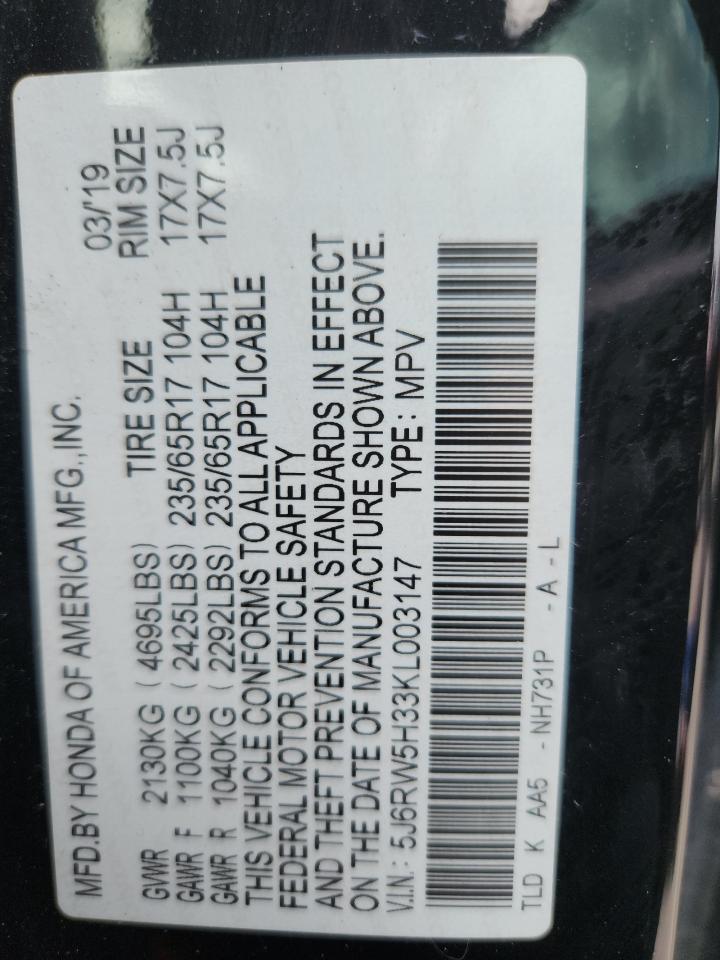 MFD.BY HONDA OF AMERICA MFG.,INC. 03/'19
TIRE SIZE RIM SIZE
GVWR 2130KG ( 4695LBS)
GAWR F 1100KG ( 2425LBS) 235/65R17 104H 17X7.5J
GAWR R 1040KG ( 2292LBS) 235/65R17 104H 17X7.5J
THIS VEHICLE CONFORMS TO ALL APPLICABLE
FEDERAL MOTOR VEHICLE SAFETY
AND THEFT PREVENTION STANDARDS IN EFFECT
ON THE DATE OF MANUFACTURE SHOWN ABOVE.
V.I.N.: 5J6RW5H33KL003147 TYPE: MPV
TLD K AA5 - NH731P - A - L